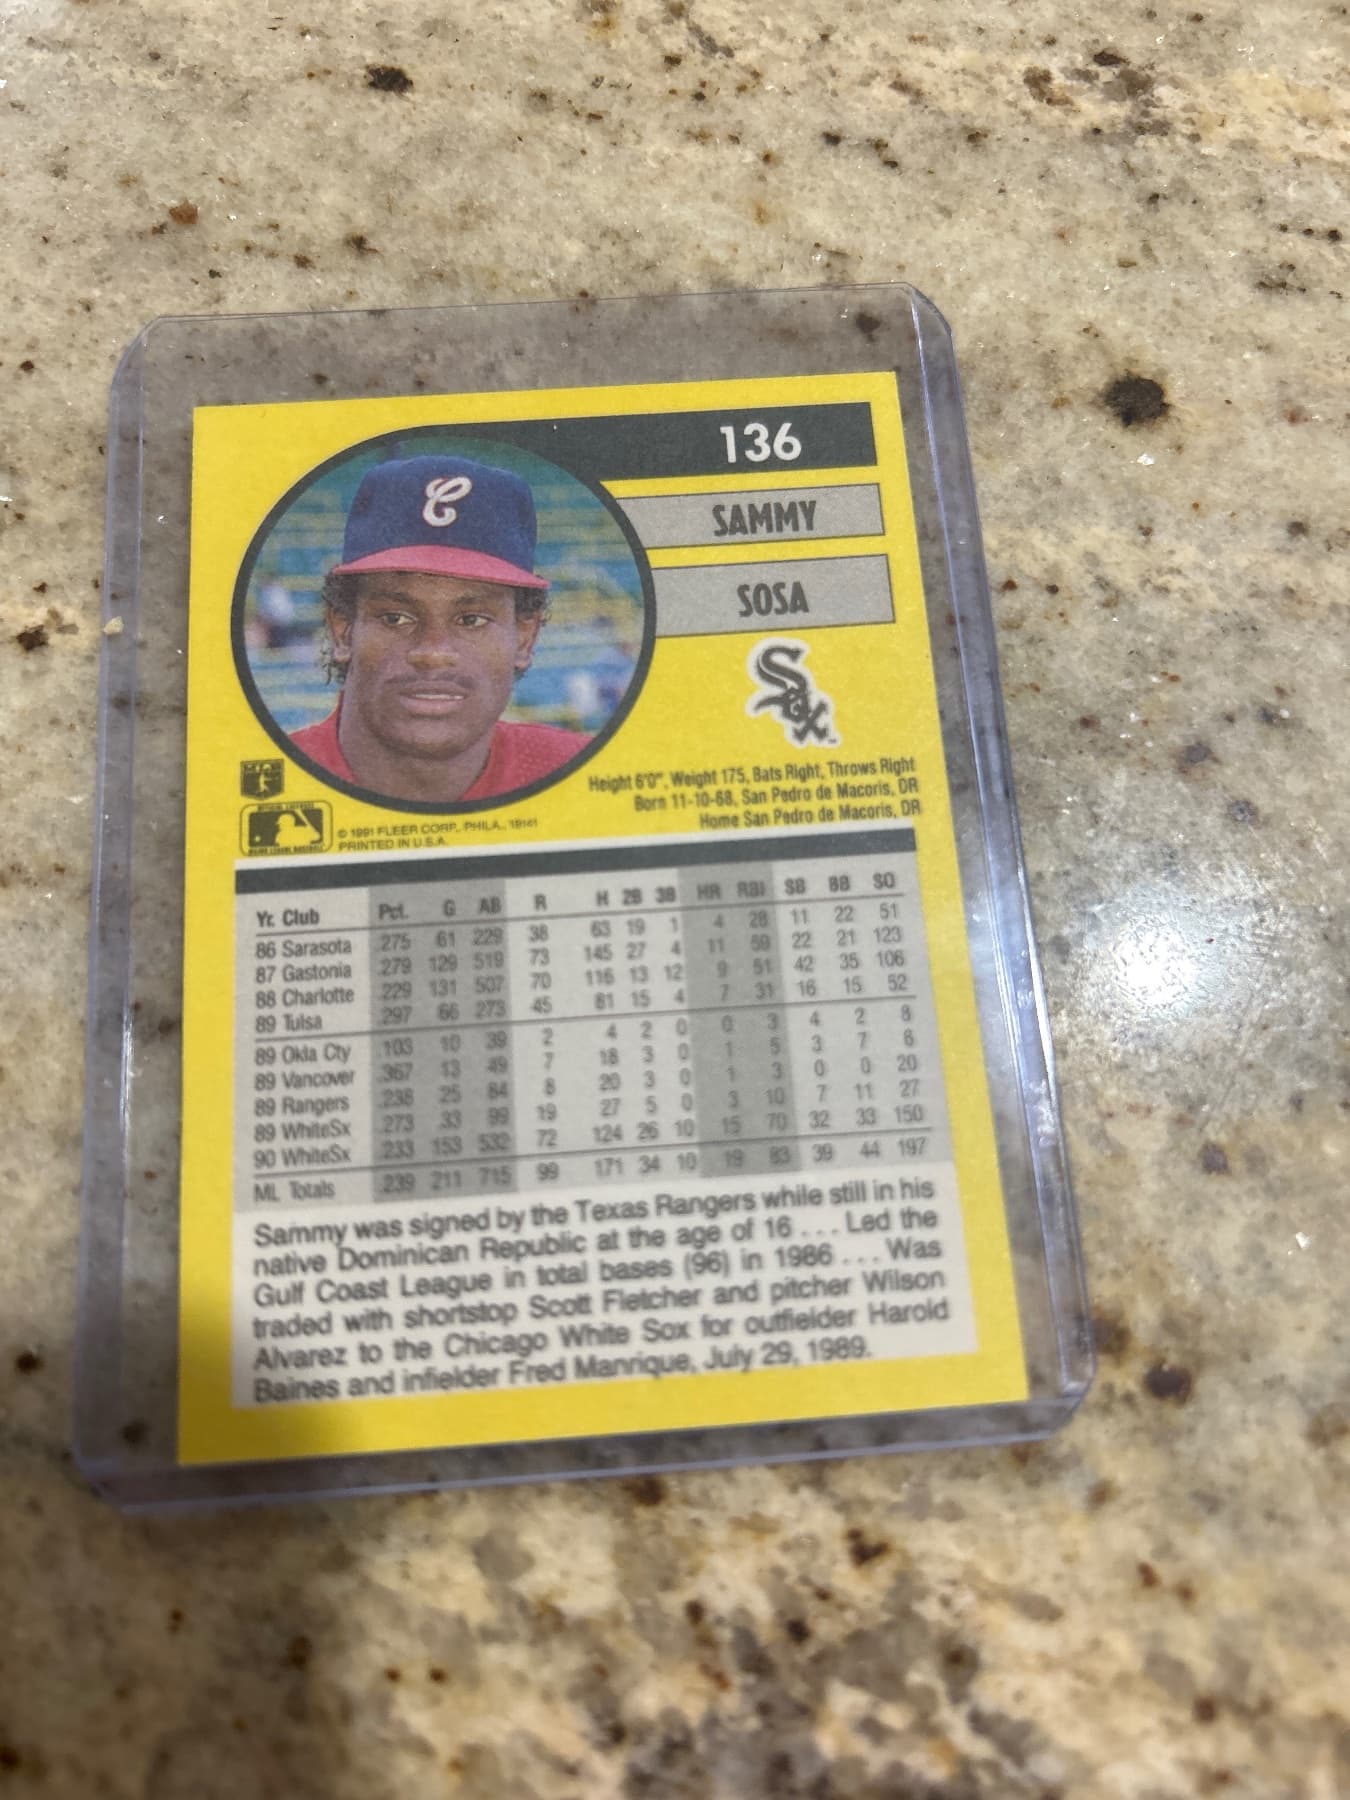 136
SAMMY
SOSA
Sox
C
Height 6'0", Weight 175, Bats Right, Throws Right
Born 11-10-68, San Pedro de Macoris, DR
Home San Pedro de Macoris, DR
© 1991 FLEER CORP., PHILA., 19141
PRINTED IN U.S.A.
Yr. Club Pct. G AB R H 2B 3B HR RBI SB BB SO
86 Sarasota .275 61 229 38 63 19 1 4 28 11 22 51
87 Gastonia .279 129 519 73 145 27 4 11 59 22 21 123
88 Charlotte .229 131 507 70 116 13 12 9 51 42 35 106
89 Tulsa .297 66 273 45 81 15 4 7 31 16 15 52
89 Okla Cty .103 10 39 2 4 2 0 0 3 4 2 8
89 Vancover .367 13 49 7 18 3 0 1 5 3 7 6
89 Rangers .238 25 84 8 20 3 0 1 3 0 0 20
89 WhiteSx .273 33 99 19 27 5 0 3 10 7 11 27
90 WhiteSx .233 153 532 72 124 26 10 15 70 32 33 150
ML Totals .239 211 715 99 171 34 10 19 83 39 44 197
Sammy was signed by the Texas Rangers while still in his
native Dominican Republic at the age of 16 . . . Led the
Gulf Coast League in total bases (96) in 1986 . . . Was
traded with shortstop Scott Fletcher and pitcher Wilson
Alvarez to the Chicago White Sox for outfielder Harold
Baines and infielder Fred Manrique, July 29, 1989.